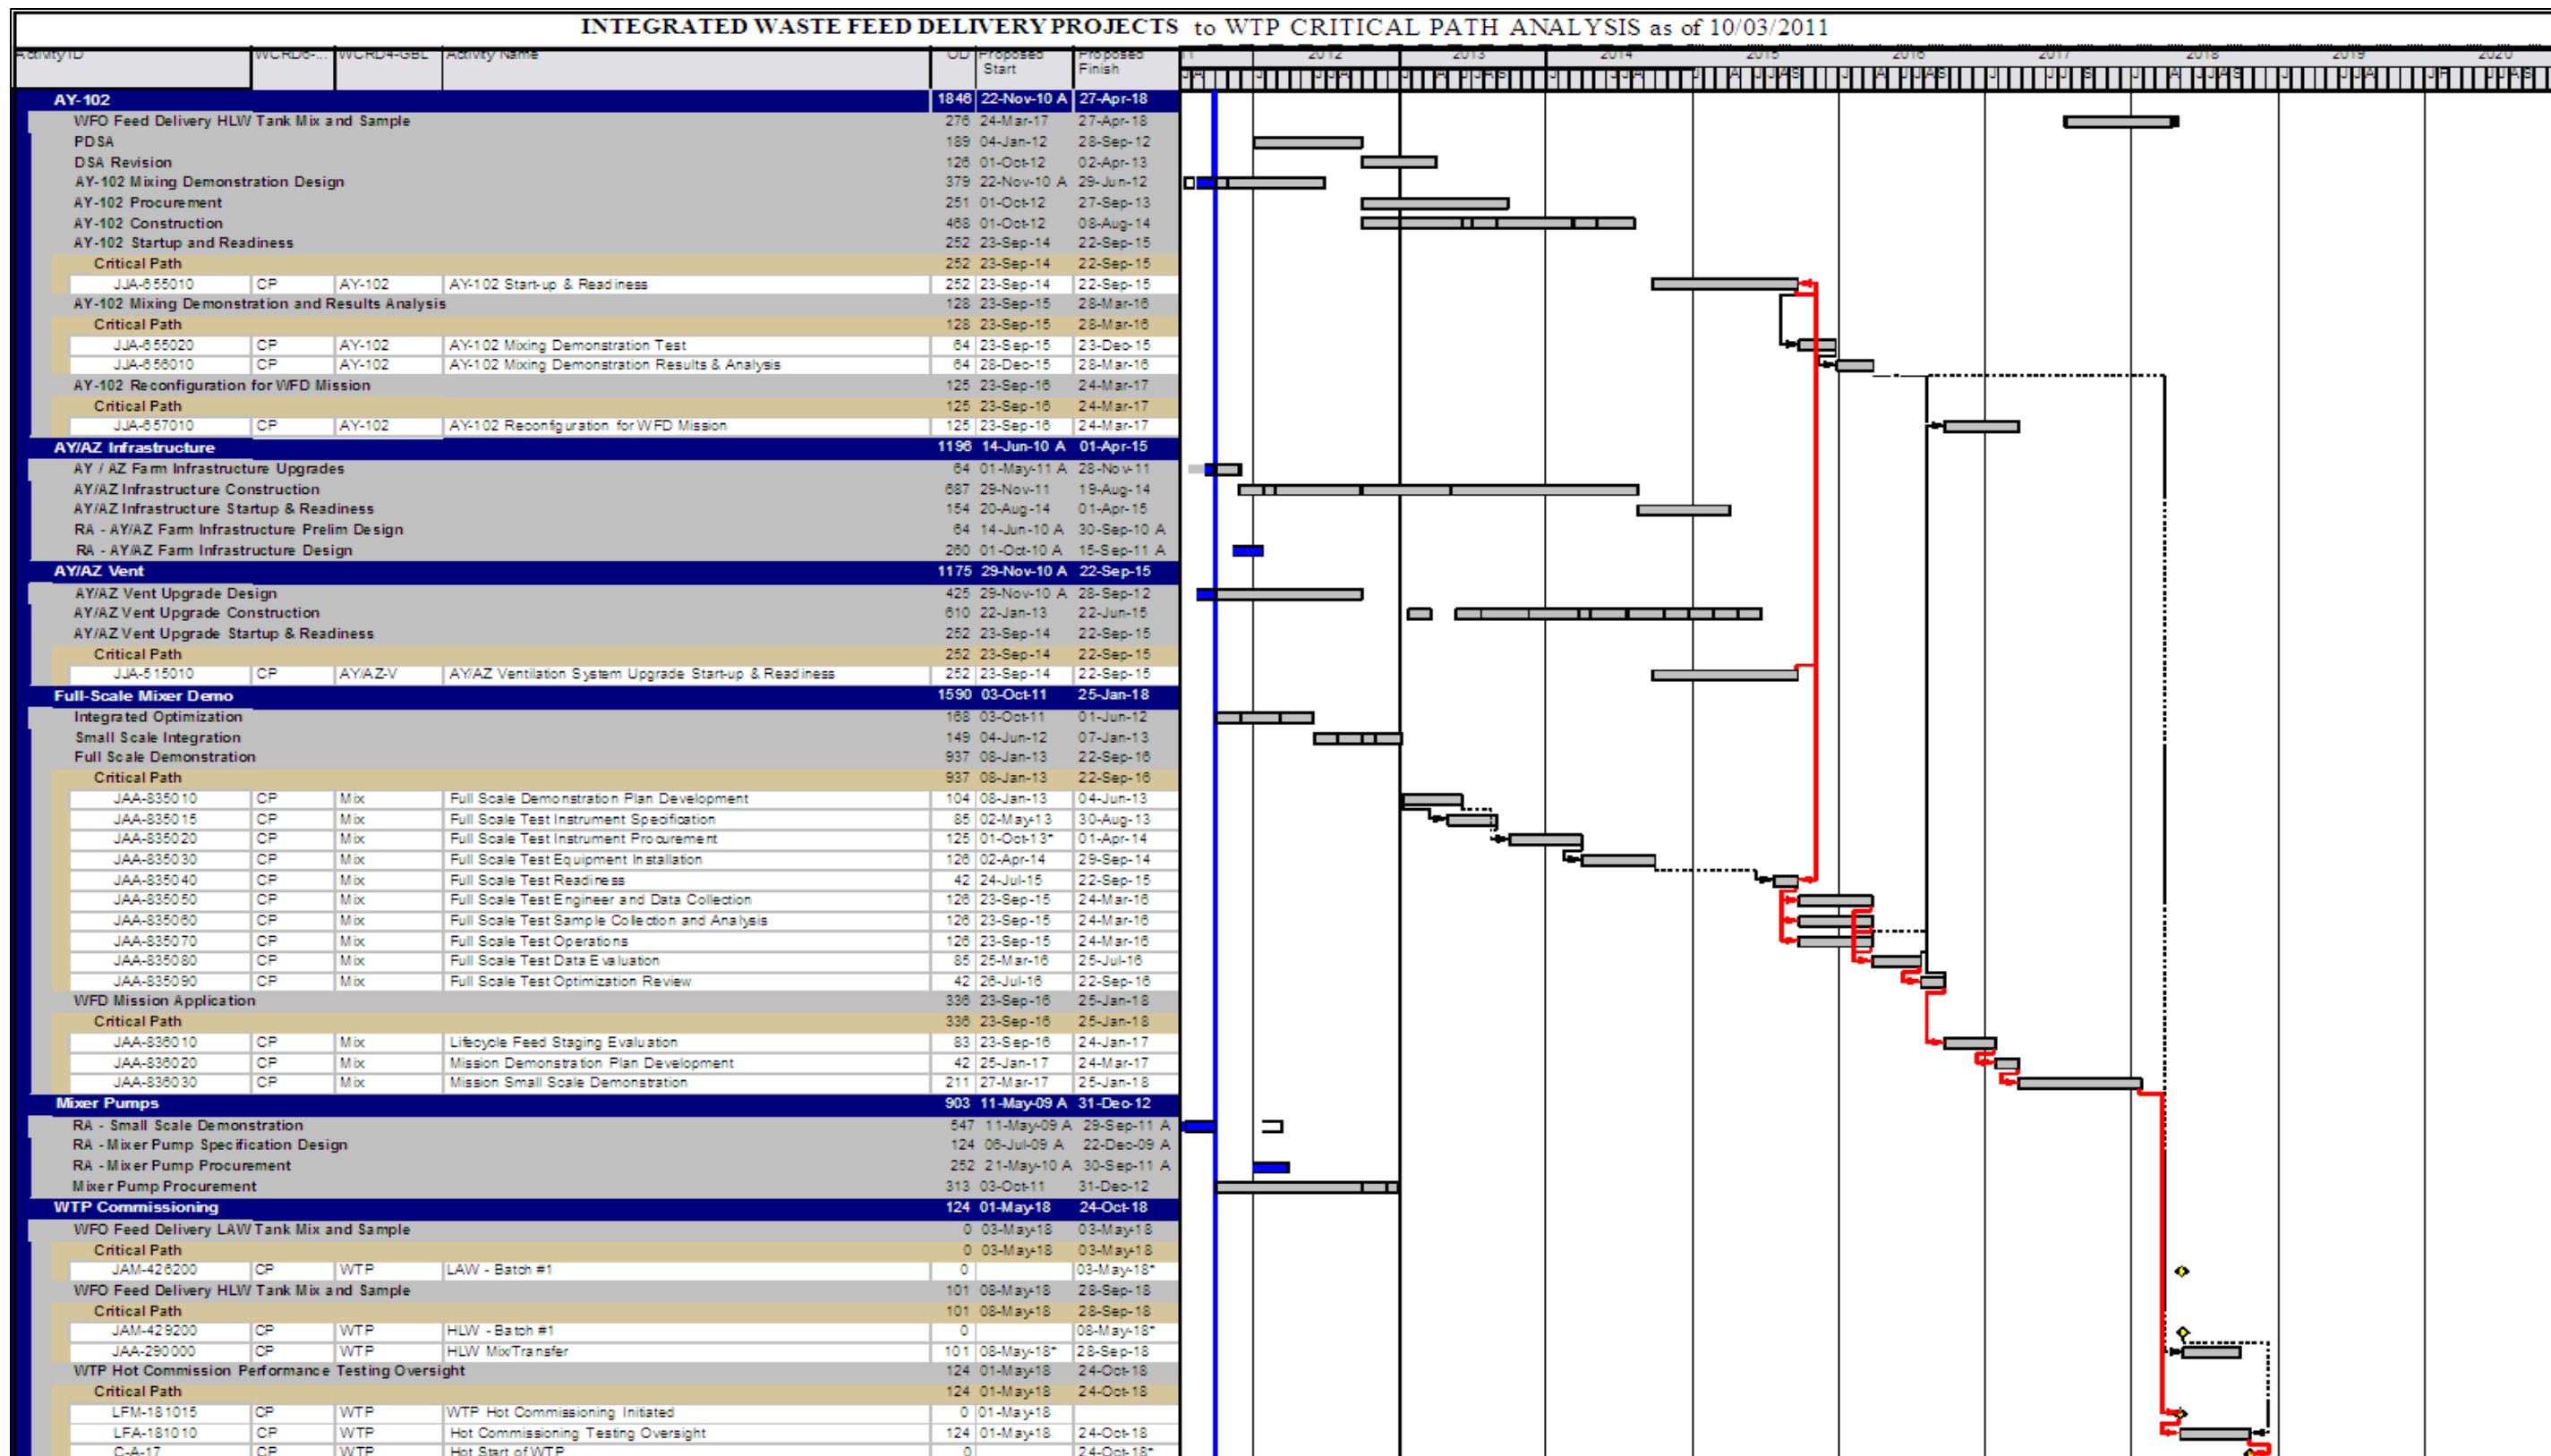 INTEGRATED WASTE FEED DELIVERY PROJECTS to WTP CRITICAL PATH ANALYSIS as of 10/03/2011
Activity ID WCRD6-... WCRD4-GBL Activity Name OD Proposed Start Proposed Finish 11 2012 2013 2014 2015 2016 2017 2018 2019 2020
AY-102 1846 22-Nov-10 A 27-Apr-18
WFO Feed Delivery HLW Tank Mix and Sample 276 24-Mar-17 27-Apr-18
PDSA 189 04-Jan-12 28-Sep-12
DSA Revision 126 01-Oct-12 02-Apr-13
AY-102 Mixing Demonstration Design 379 22-Nov-10 A 29-Jun-12
AY-102 Procurement 251 01-Oct-12 27-Sep-13
AY-102 Construction 468 01-Oct-12 08-Aug-14
AY-102 Startup and Readiness 252 23-Sep-14 22-Sep-15
Critical Path 252 23-Sep-14 22-Sep-15
JJA-655010 CP AY-102 AY-102 Start-up & Readiness 252 23-Sep-14 22-Sep-15
AY-102 Mixing Demonstration and Results Analysis 128 23-Sep-15 28-Mar-16
Critical Path 128 23-Sep-15 28-Mar-16
JJA-655020 CP AY-102 AY-102 Mixing Demonstration Test 64 23-Sep-15 23-Dec-15
JJA-656010 CP AY-102 AY-102 Mixing Demonstration Results & Analysis 64 28-Dec-15 28-Mar-16
AY-102 Reconfiguration for WFD Mission 125 23-Sep-16 24-Mar-17
Critical Path 125 23-Sep-16 24-Mar-17
JJA-657010 CP AY-102 AY-102 Reconfiguration for WFD Mission 125 23-Sep-16 24-Mar-17
AY/AZ Infrastructure 1196 14-Jun-10 A 01-Apr-15
AY / AZ Farm Infrastructure Upgrades 64 01-May-11 A 28-Nov-11
AY/AZ Infrastructure Construction 687 29-Nov-11 19-Aug-14
AY/AZ Infrastructure Startup & Readiness 154 20-Aug-14 01-Apr-15
RA - AY/AZ Farm Infrastructure Prelim Design 64 14-Jun-10 A 30-Sep-10 A
RA - AY/AZ Farm Infrastructure Design 260 01-Oct-10 A 15-Sep-11 A
AY/AZ Vent 1175 29-Nov-10 A 22-Sep-15
AY/AZ Vent Upgrade Design 425 29-Nov-10 A 28-Sep-12
AY/AZ Vent Upgrade Construction 610 22-Jan-13 22-Jun-15
AY/AZ Vent Upgrade Startup & Readiness 252 23-Sep-14 22-Sep-15
Critical Path 252 23-Sep-14 22-Sep-15
JJA-515010 CP AY/AZ-V AY/AZ Ventilation System Upgrade Start-up & Readiness 252 23-Sep-14 22-Sep-15
Full-Scale Mixer Demo 1590 03-Oct-11 25-Jan-18
Integrated Optimization 168 03-Oct-11 01-Jun-12
Small Scale Integration 149 04-Jun-12 07-Jan-13
Full Scale Demonstration 937 08-Jan-13 22-Sep-16
Critical Path 937 08-Jan-13 22-Sep-16
JAA-835010 CP Mix Full Scale Demonstration Plan Development 104 08-Jan-13 04-Jun-13
JAA-835015 CP Mix Full Scale Test Instrument Specification 85 02-May-13 30-Aug-13
JAA-835020 CP Mix Full Scale Test Instrument Procurement 125 01-Oct-13* 01-Apr-14
JAA-835030 CP Mix Full Scale Test Equipment Installation 126 02-Apr-14 29-Sep-14
JAA-835040 CP Mix Full Scale Test Readiness 42 24-Jul-15 22-Sep-15
JAA-835050 CP Mix Full Scale Test Engineer and Data Collection 126 23-Sep-15 24-Mar-16
JAA-835060 CP Mix Full Scale Test Sample Collection and Analysis 126 23-Sep-15 24-Mar-16
JAA-835070 CP Mix Full Scale Test Operations 126 23-Sep-15 24-Mar-16
JAA-835080 CP Mix Full Scale Test Data Evaluation 85 25-Mar-16 25-Jul-16
JAA-835090 CP Mix Full Scale Test Optimization Review 42 26-Jul-16 22-Sep-16
WFD Mission Application 336 23-Sep-16 25-Jan-18
Critical Path 336 23-Sep-16 25-Jan-18
JAA-836010 CP Mix Lifecycle Feed Staging Evaluation 83 23-Sep-16 24-Jan-17
JAA-836020 CP Mix Mission Demonstration Plan Development 42 25-Jan-17 24-Mar-17
JAA-836030 CP Mix Mission Small Scale Demonstration 211 27-Mar-17 25-Jan-18
Mixer Pumps 903 11-May-09 A 31-Dec-12
RA - Small Scale Demonstration 547 11-May-09 A 29-Sep-11 A
RA - Mixer Pump Specification Design 124 06-Jul-09 A 22-Dec-09 A
RA - Mixer Pump Procurement 252 21-May-10 A 30-Sep-11 A
Mixer Pump Procurement 313 03-Oct-11 31-Dec-12
WTP Commissioning 124 01-May-18 24-Oct-18
WFO Feed Delivery LAW Tank Mix and Sample 0 03-May-18 03-May-18
Critical Path 0 03-May-18 03-May-18
JAM-426200 CP WTP LAW - Batch #1 0 03-May-18*
WFO Feed Delivery HLW Tank Mix and Sample 101 08-May-18 28-Sep-18
Critical Path 101 08-May-18 28-Sep-18
JAM-429200 CP WTP HLW - Batch #1 0 08-May-18*
JAA-290000 CP WTP HLW Mix/Transfer 101 08-May-18* 28-Sep-18
WTP Hot Commission Performance Testing Oversight 124 01-May-18 24-Oct-18
Critical Path 124 01-May-18 24-Oct-18
LFM-181015 CP WTP WTP Hot Commissioning Initiated 0 01-May-18
LFA-181010 CP WTP Hot Commissioning Testing Oversight 124 01-May-18 24-Oct-18
C-A-17 CP WTP Hot Start of WTP 0 24-Oct-18*